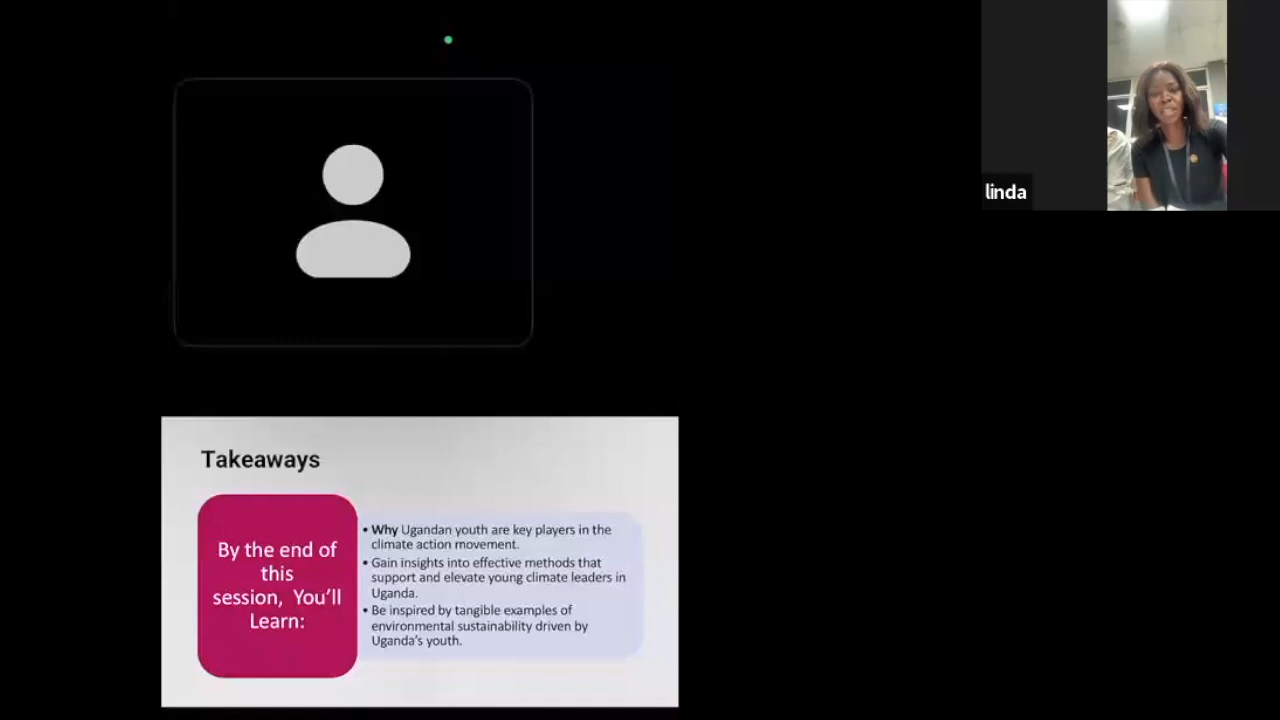 linda
Takeaways
By the end of
this
session, You'll
Learn:
• Why Ugandan youth are key players in the
climate action movement.
• Gain insights into effective methods that
support and elevate young climate leaders in
Uganda.
• Be inspired by tangible examples of
environmental sustainability driven by
Uganda's youth.